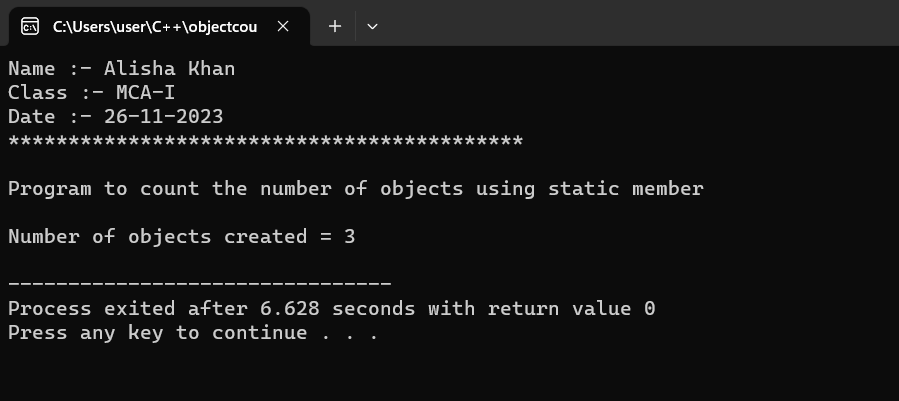 C:\Users\user\C++\objectcou
Name :- Alisha Khan
Class :- MCA-I
Date :- 26-11-2023
*******************************************
Program to count the number of objects using static member
Number of objects created = 3
--------------------------------
Process exited after 6.628 seconds with return value 0
Press any key to continue . . .